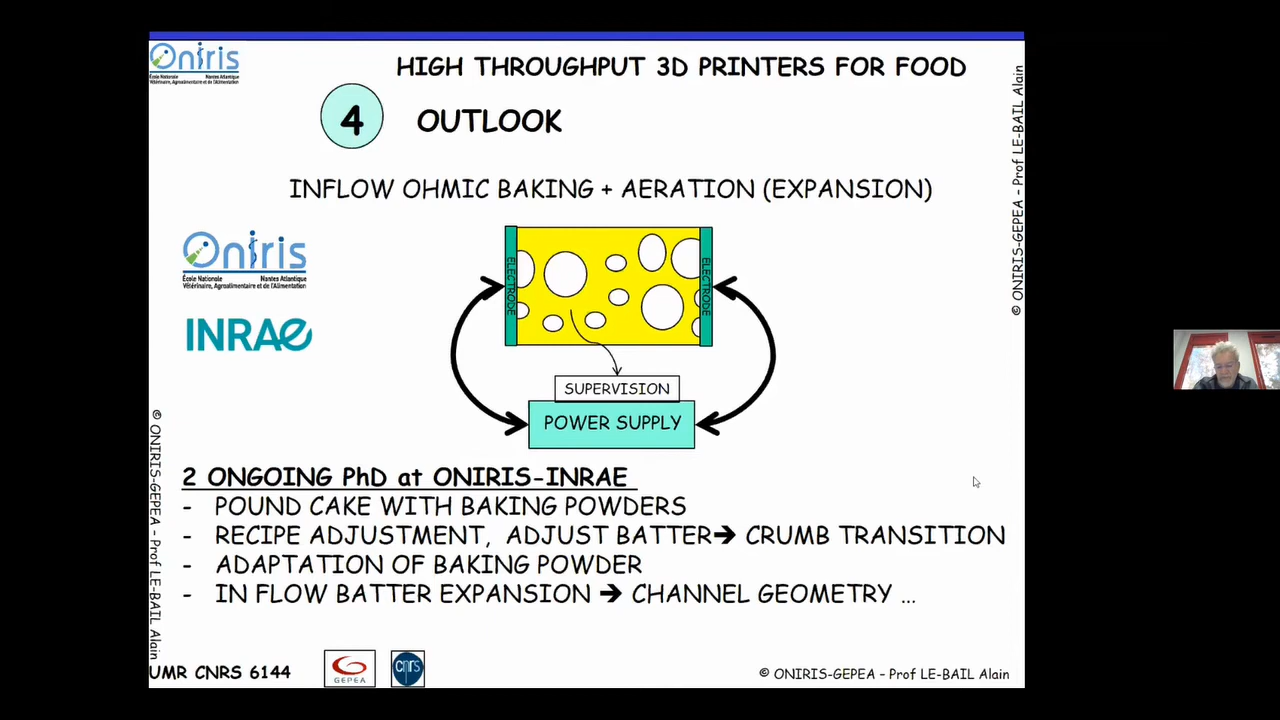 Oniris
École Nationale Nantes Atlantique
Vétérinaire, Agroalimentaire et de l'Alimentation
HIGH THROUGHPUT 3D PRINTERS FOR FOOD
4
OUTLOOK
© ONIRIS-GEPEA - Prof LE-BAIL Alain
INFLOW OHMIC BAKING + AERATION (EXPANSION)
Oniris
École Nationale Nantes Atlantique
Vétérinaire, Agroalimentaire et de l'Alimentation
INRAE
ELECTRODE
ELECTRODE
SUPERVISION
POWER SUPPLY
© ONIRIS-GEPEA - Prof LE-BAIL Alain
2 ONGOING PhD at ONIRIS-INRAE
- POUND CAKE WITH BAKING POWDERS
- RECIPE ADJUSTMENT, ADJUST BATTER➔ CRUMB TRANSITION
- ADAPTATION OF BAKING POWDER
- IN FLOW BATTER EXPANSION ➔ CHANNEL GEOMETRY ...
UMR CNRS 6144
GEPEA
cnrs
© ONIRIS-GEPEA - Prof LE-BAIL Alain